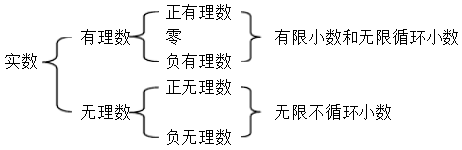 实数
有理数
正有理数
零
负有理数
有限小数和无限循环小数
无理数
正无理数
负无理数
无限不循环小数